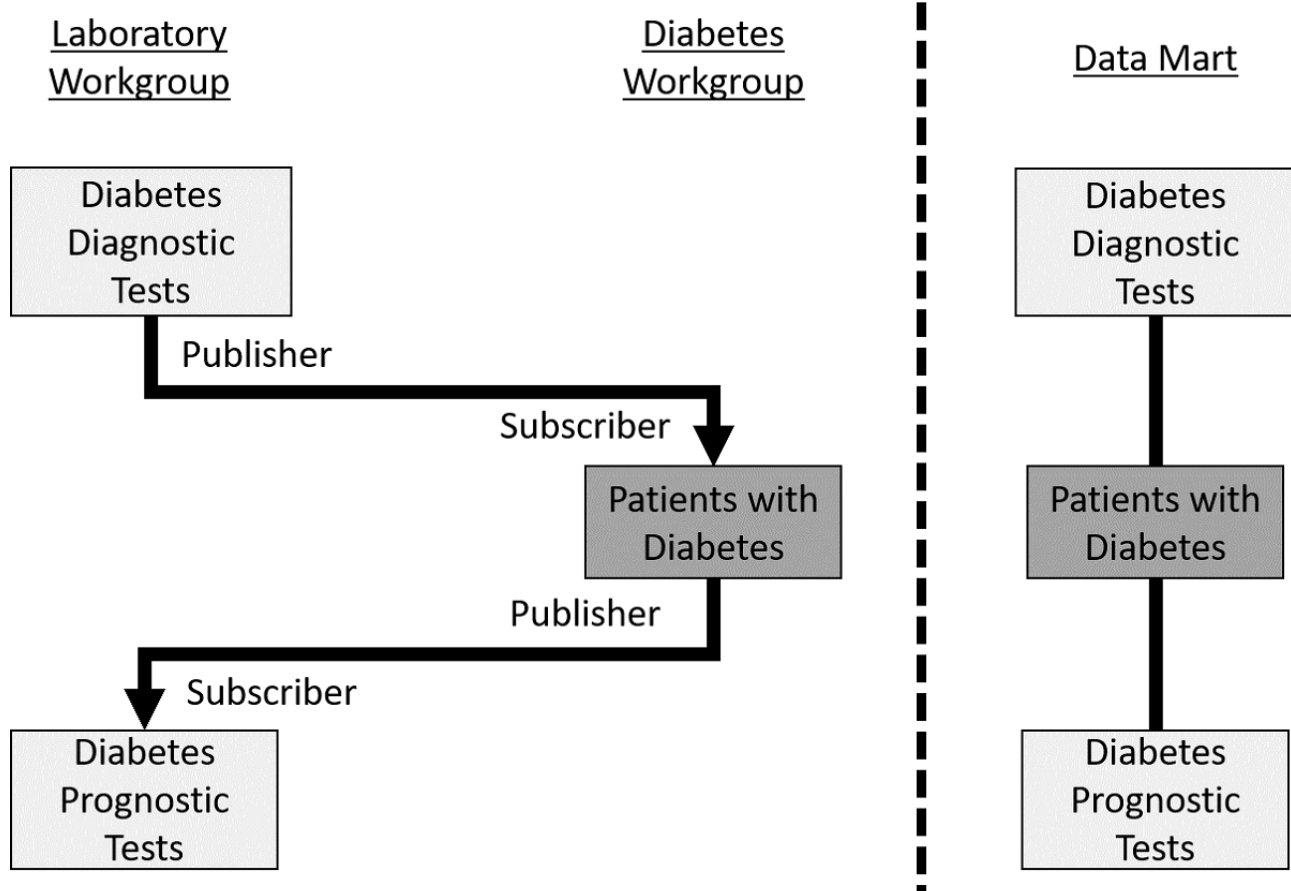 Laboratory
Workgroup
Diabetes
Workgroup
Data Mart
Diabetes
Diagnostic
Tests
Publisher
Subscriber
Patients with
Diabetes
Publisher
Subscriber
Diabetes
Prognostic
Tests
Diabetes
Diagnostic
Tests
Patients with
Diabetes
Diabetes
Prognostic
Tests